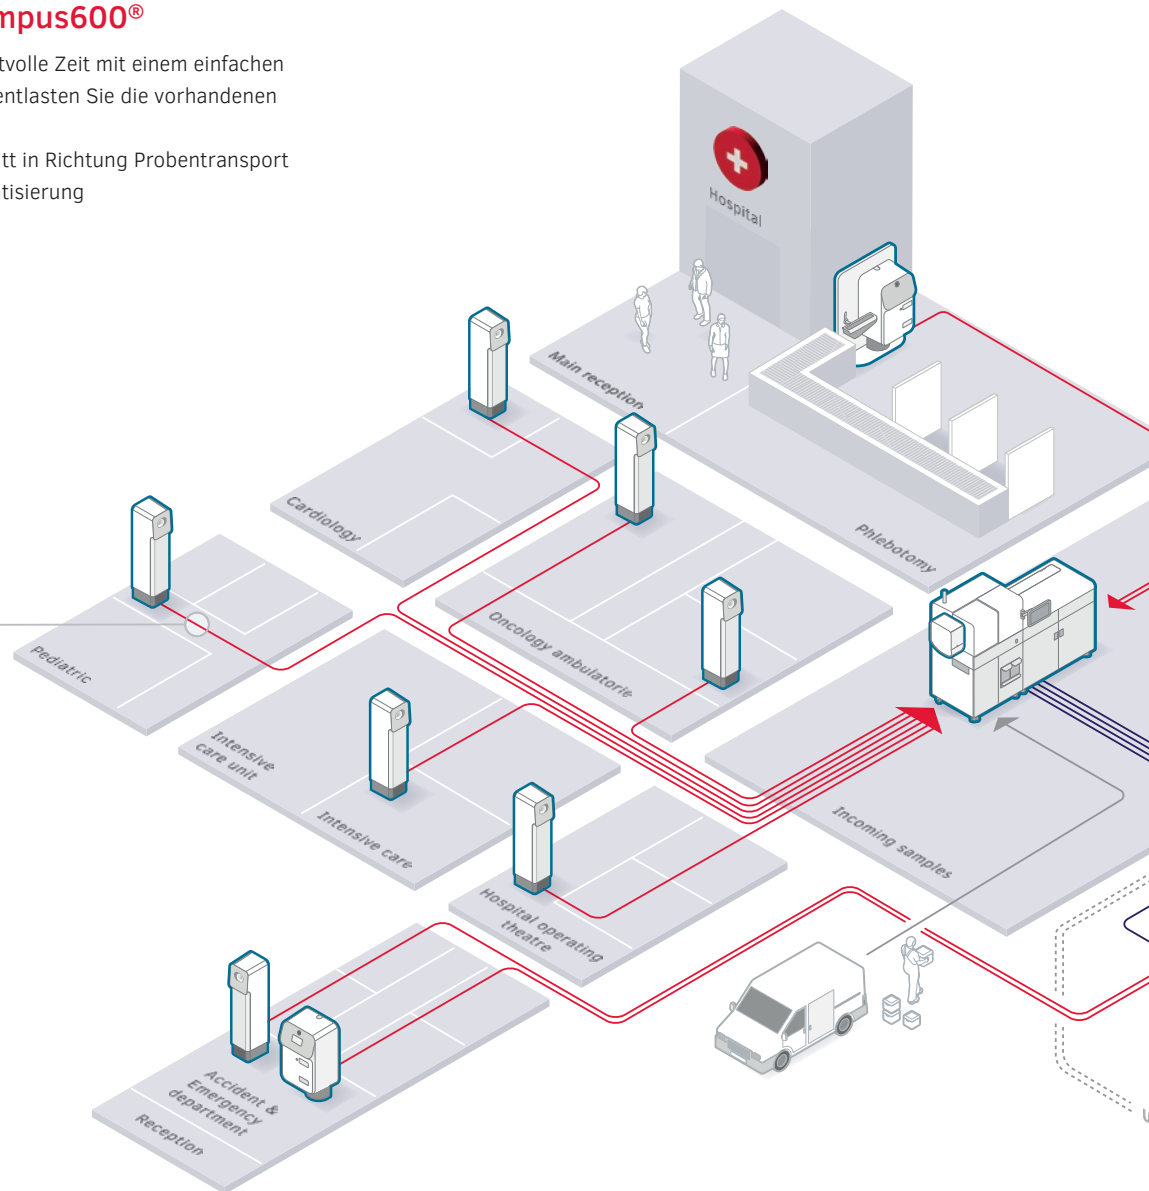 mpus600®
tvolle Zeit mit einem einfachen
entlasten Sie die vorhandenen
tt in Richtung Probentransport
tisierung
Hospital
Main reception
Cardiology
Phlebotomy
Pediatric
Oncology ambulatorie
Intensive
care unit
Intensive care
Incoming samples
Hospital operating
theatre
Accident &
Emergency
department
Reception